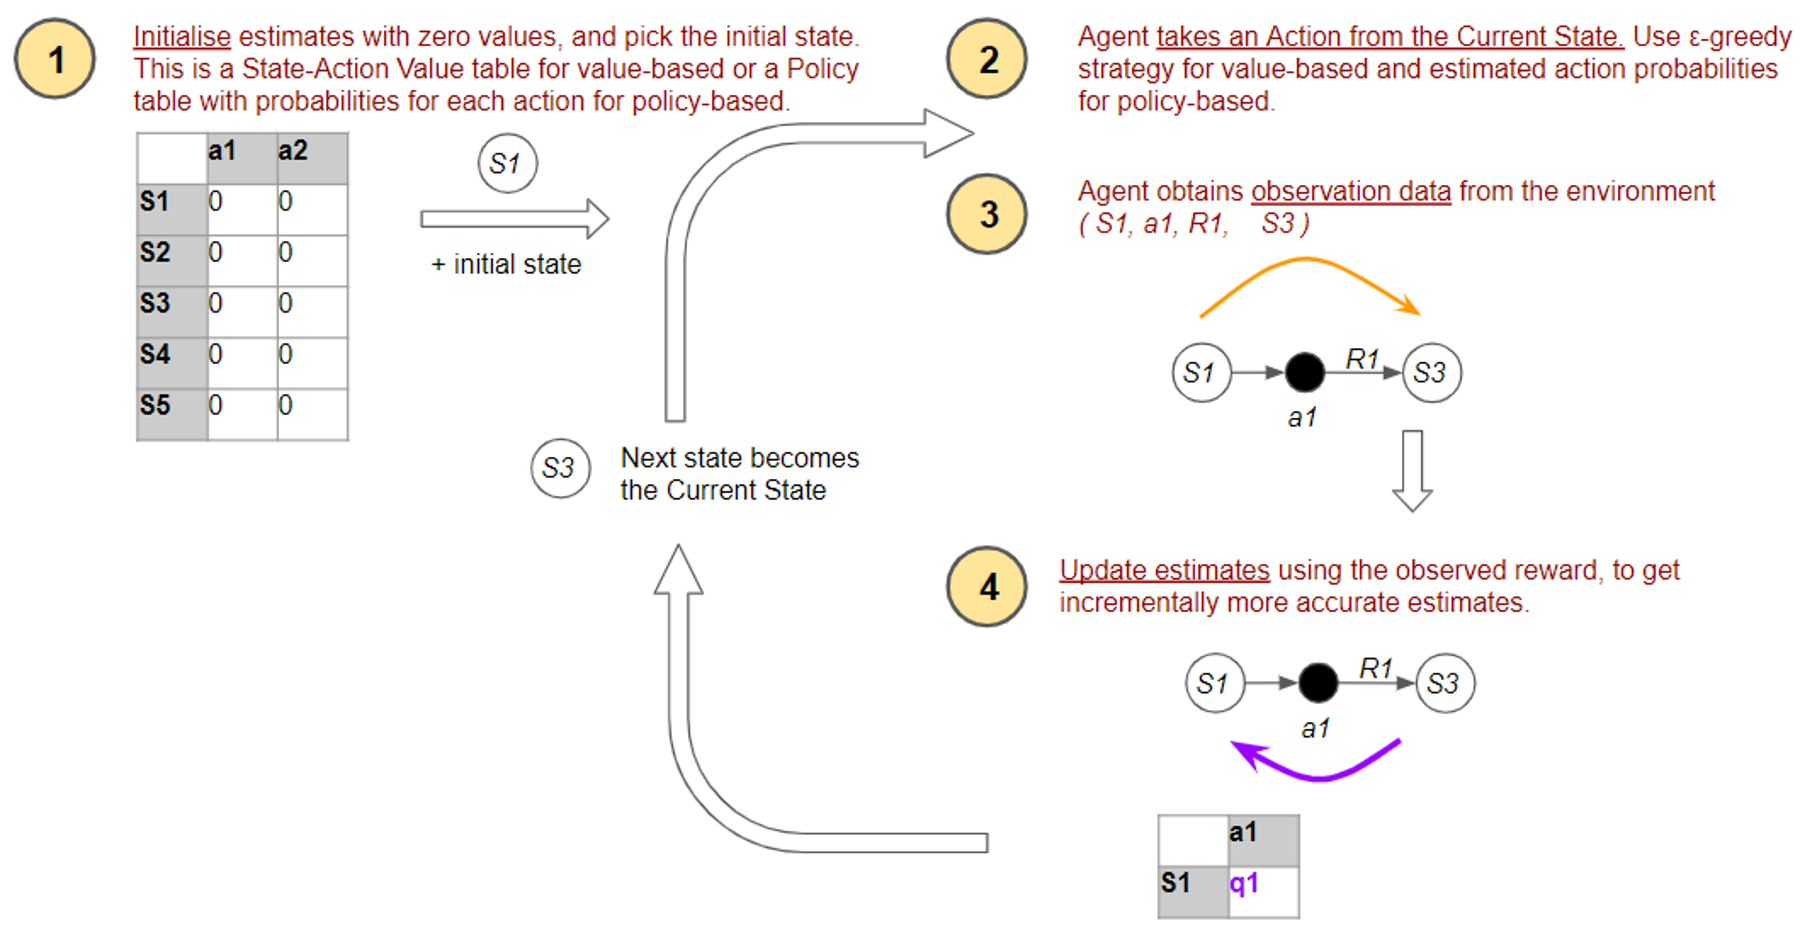 1
Initialise estimates with zero values, and pick the initial state.
This is a State-Action Value table for value-based or a Policy
table with probabilities for each action for policy-based.
a1 a2
S1 0 0
S2 0 0
S3 0 0
S4 0 0
S5 0 0
S1
+ initial state
2
Agent takes an Action from the Current State. Use ε-greedy
strategy for value-based and estimated action probabilities
for policy-based.
3
Agent obtains observation data from the environment
( S1, a1, R1, S3 )
S1 R1 S3
a1
S3
Next state becomes
the Current State
4
Update estimates using the observed reward, to get
incrementally more accurate estimates.
S1 R1 S3
a1
a1
S1 q1